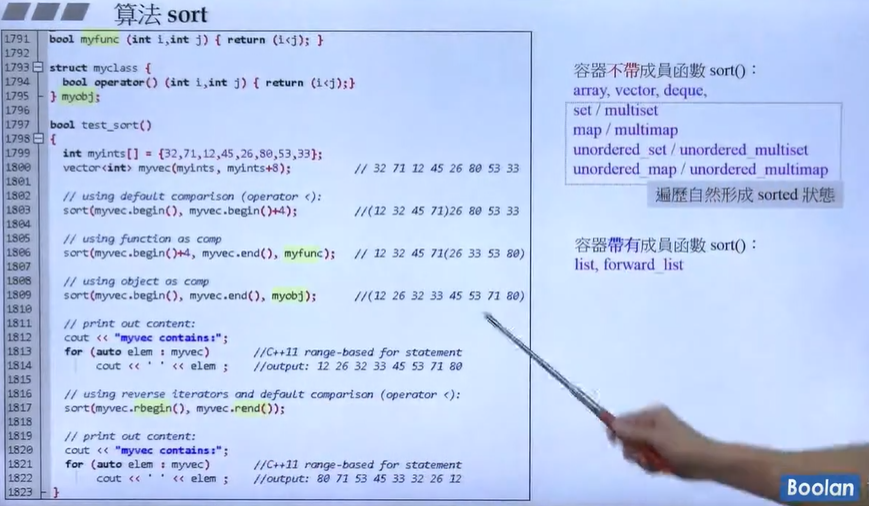 算法 sort
1791 bool myfunc (int i,int j) { return (i<j); }
1792
1793 struct myclass {
1794 bool operator() (int i,int j) { return (i<j);}
1795 } myobj;
1796
1797 bool test_sort()
1798 {
1799 int myints[] = {32,71,12,45,26,80,53,33};
1800 vector<int> myvec(myints, myints+8); // 32 71 12 45 26 80 53 33
1801
1802 // using default comparison (operator <):
1803 sort(myvec.begin(), myvec.begin()+4); //(12 32 45 71)26 80 53 33
1804
1805 // using function as comp
1806 sort(myvec.begin()+4, myvec.end(), myfunc); // 12 32 45 71(26 33 53 80)
1807
1808 // using object as comp
1809 sort(myvec.begin(), myvec.end(), myobj); //(12 26 32 33 45 53 71 80)
1810
1811 // print out content:
1812 cout << "myvec contains:";
1813 for (auto elem : myvec) //C++11 range-based for statement
1814 cout << ' ' << elem ; //output: 12 26 32 33 45 53 71 80
1815
1816 // using reverse iterators and default comparison (operator <):
1817 sort(myvec.rbegin(), myvec.rend());
1818
1819 // print out content:
1820 cout << "myvec contains:";
1821 for (auto elem : myvec) //C++11 range-based for statement
1822 cout << ' ' << elem ; //output: 80 71 53 45 33 32 26 12
1823 }
容器不帶成員函數 sort()：
array, vector, deque,
set / multiset
map / multimap
unordered_set / unordered_multiset
unordered_map / unordered_multimap
遍歷自然形成 sorted 狀態
容器帶有成員函數 sort()：
list, forward_list
Boolan